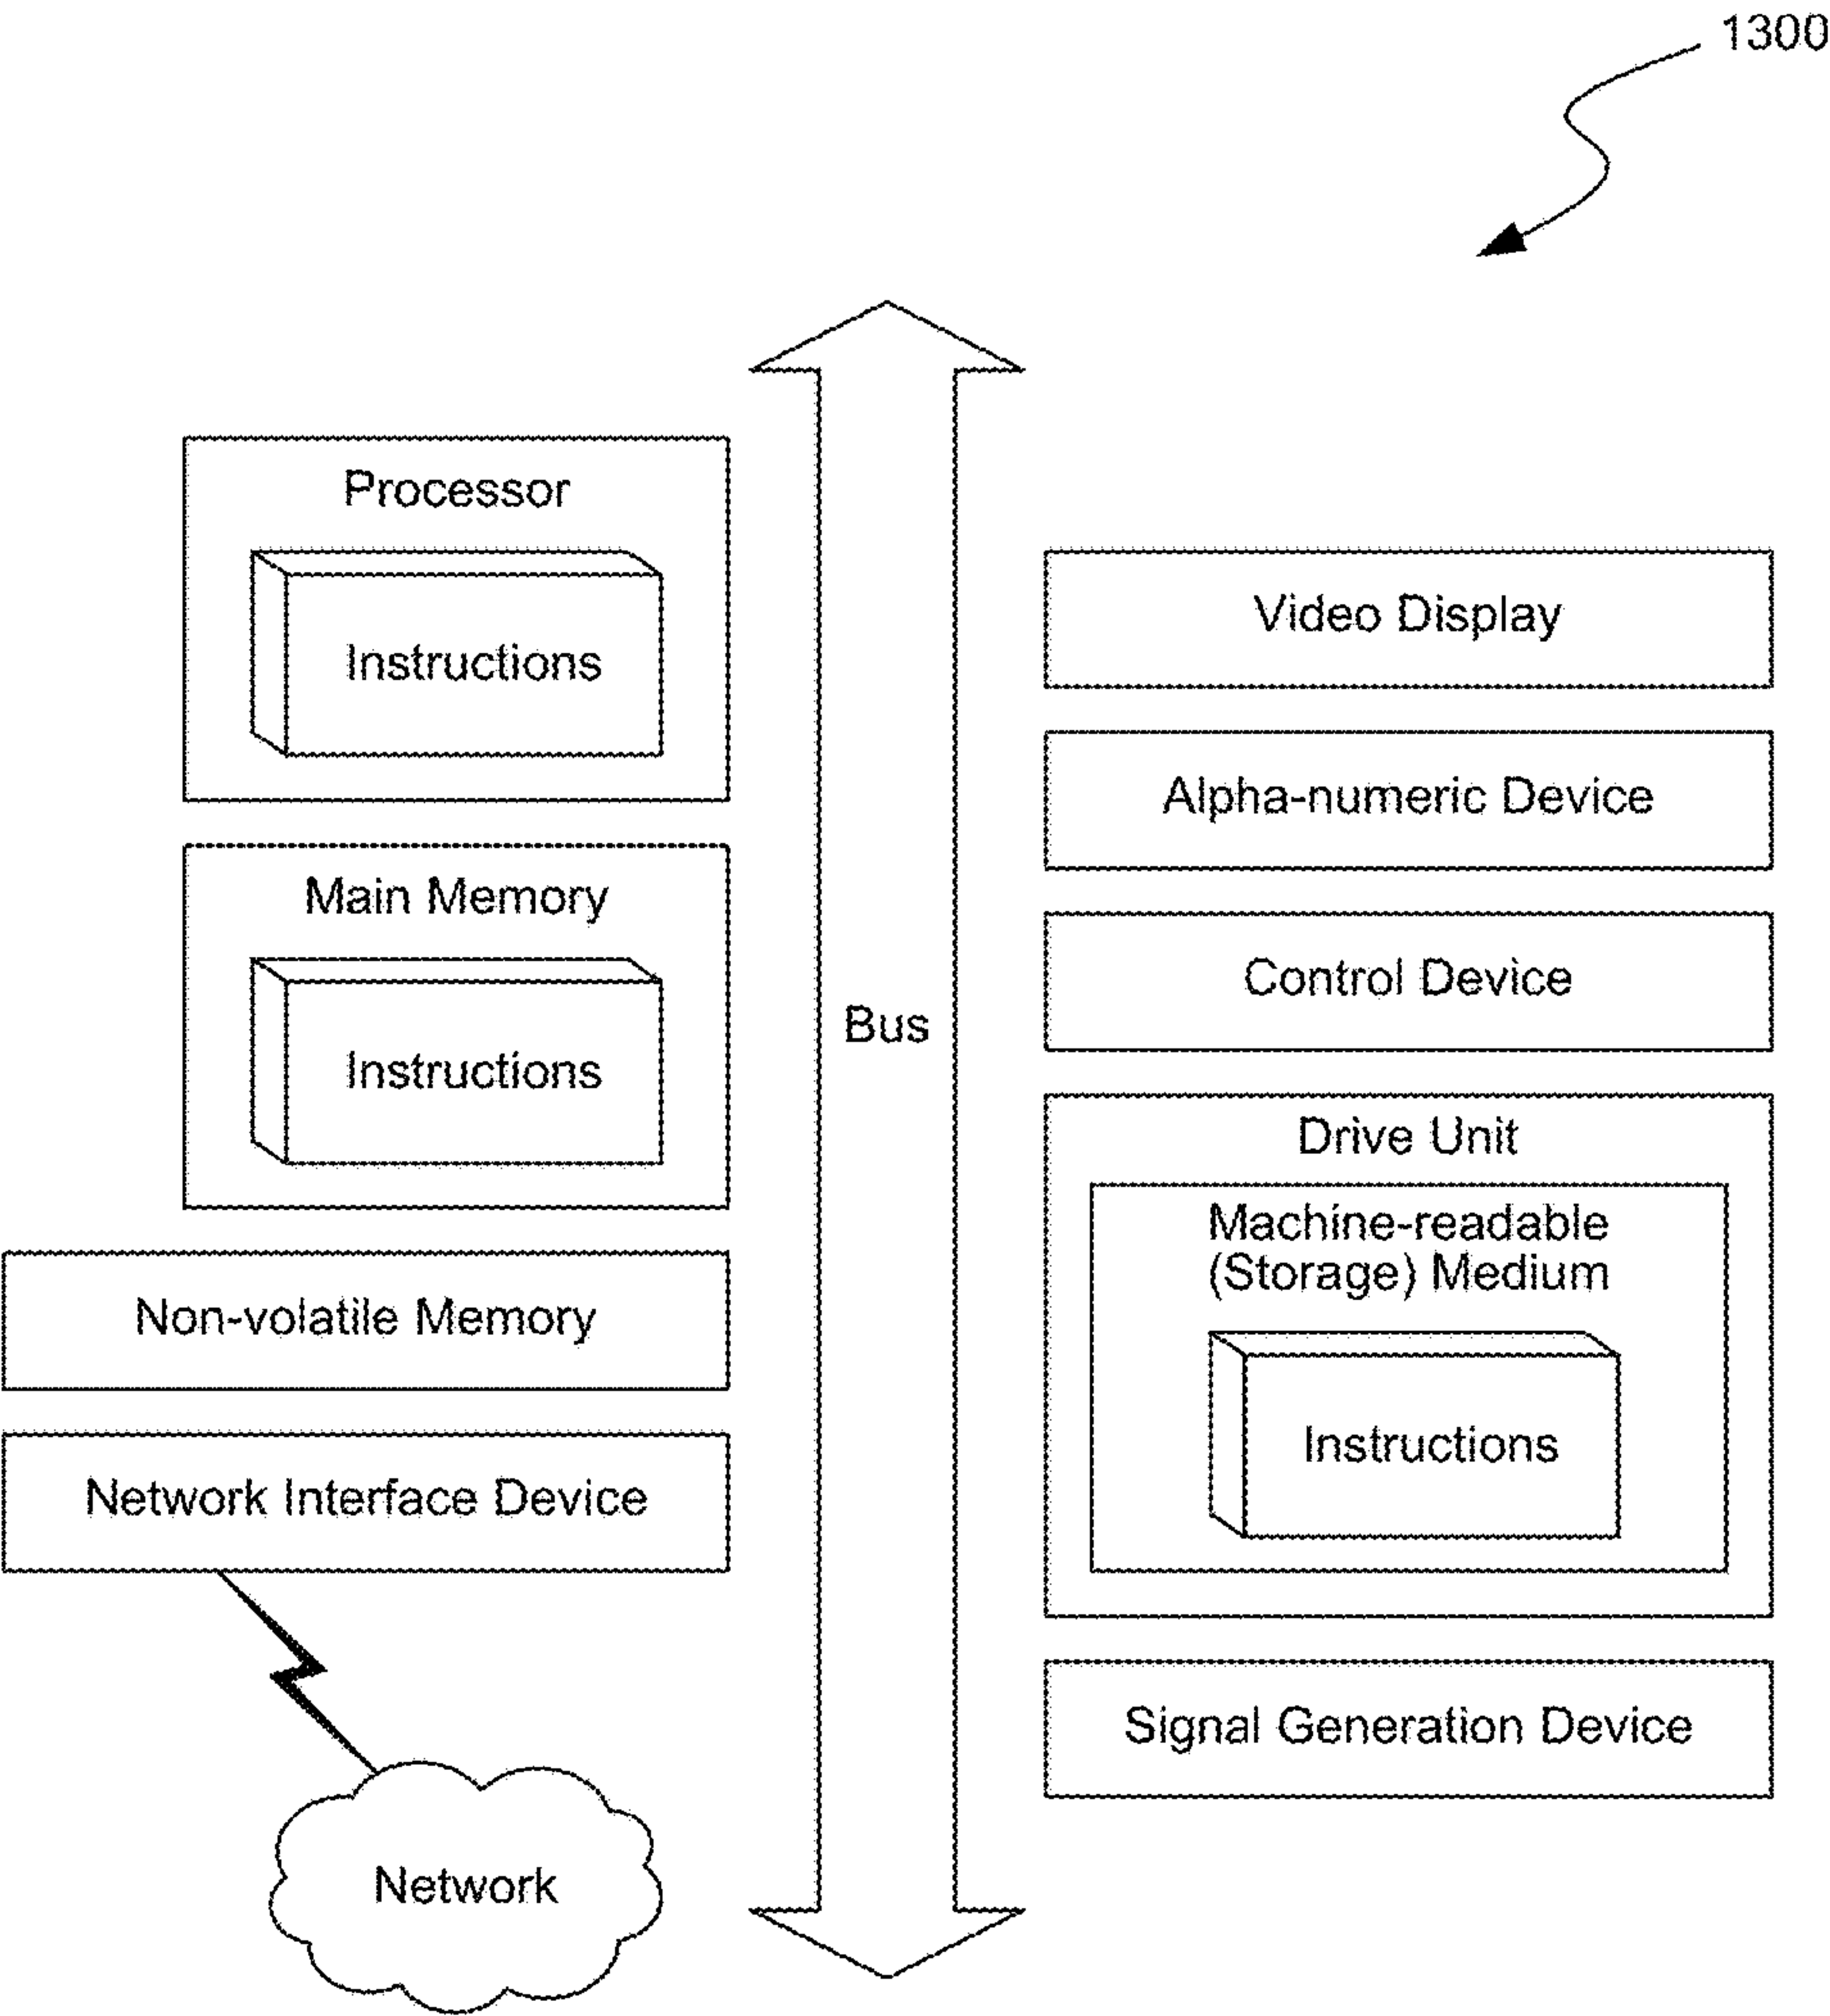 1300
Processor
Instructions
Main Memory
Instructions
Non-volatile Memory
Network Interface Device
Network
Bus
Video Display
Alpha-numeric Device
Control Device
Drive Unit
Machine-readable
(Storage) Medium
Instructions
Signal Generation Device